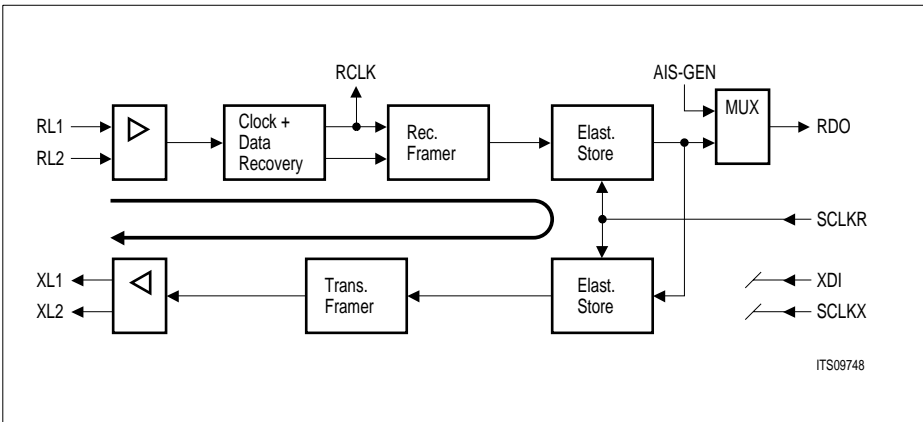 RCLK
AIS-GEN
RL1
RL2
Clock +
Data
Recovery
Rec.
Framer
Elast.
Store
MUX
RDO
SCLKR
XL1
XL2
Trans.
Framer
Elast.
Store
XDI
SCLKX
ITS09748